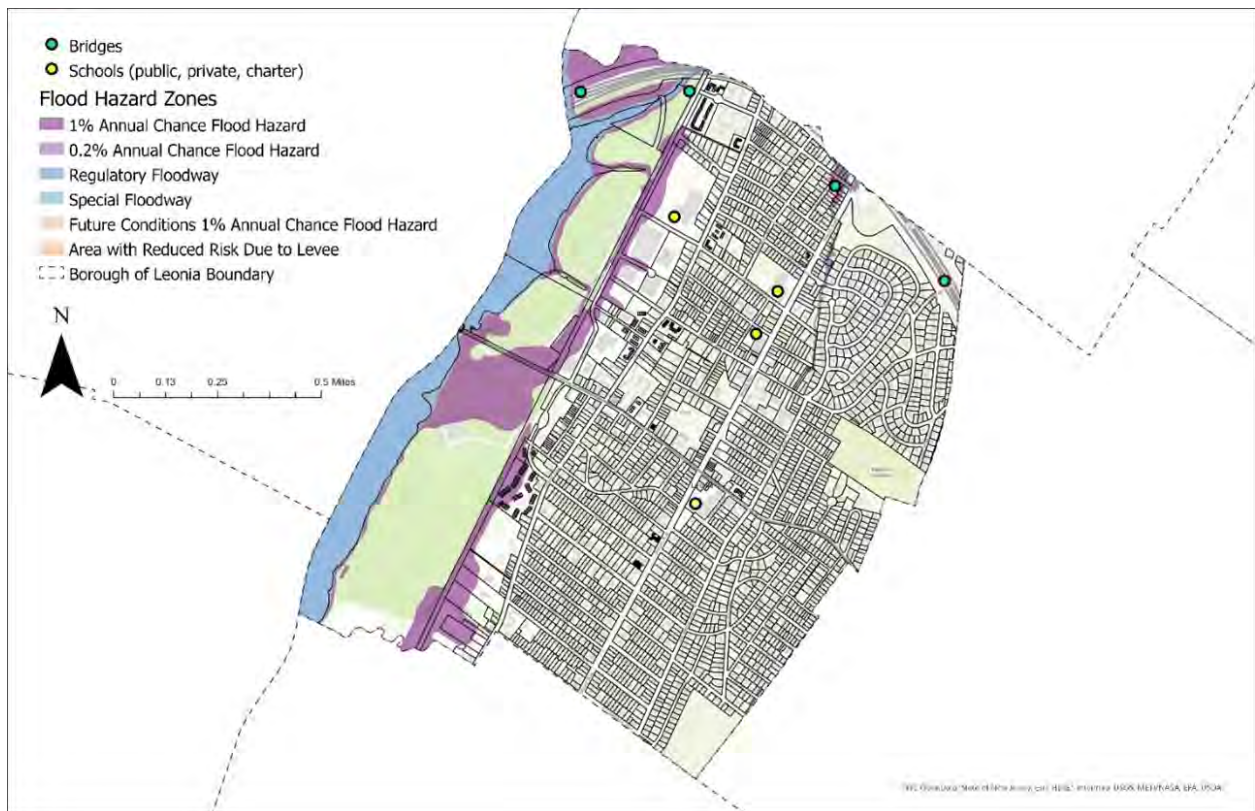 Bridges
Schools (public, private, charter)
Flood Hazard Zones
1% Annual Chance Flood Hazard
0.2% Annual Chance Flood Hazard
Regulatory Floodway
Special Floodway
Future Conditions 1% Annual Chance Flood Hazard
Area with Reduced Risk Due to Levee
Borough of Leonia Boundary
N
0 0.13 0.25 0.5 Miles